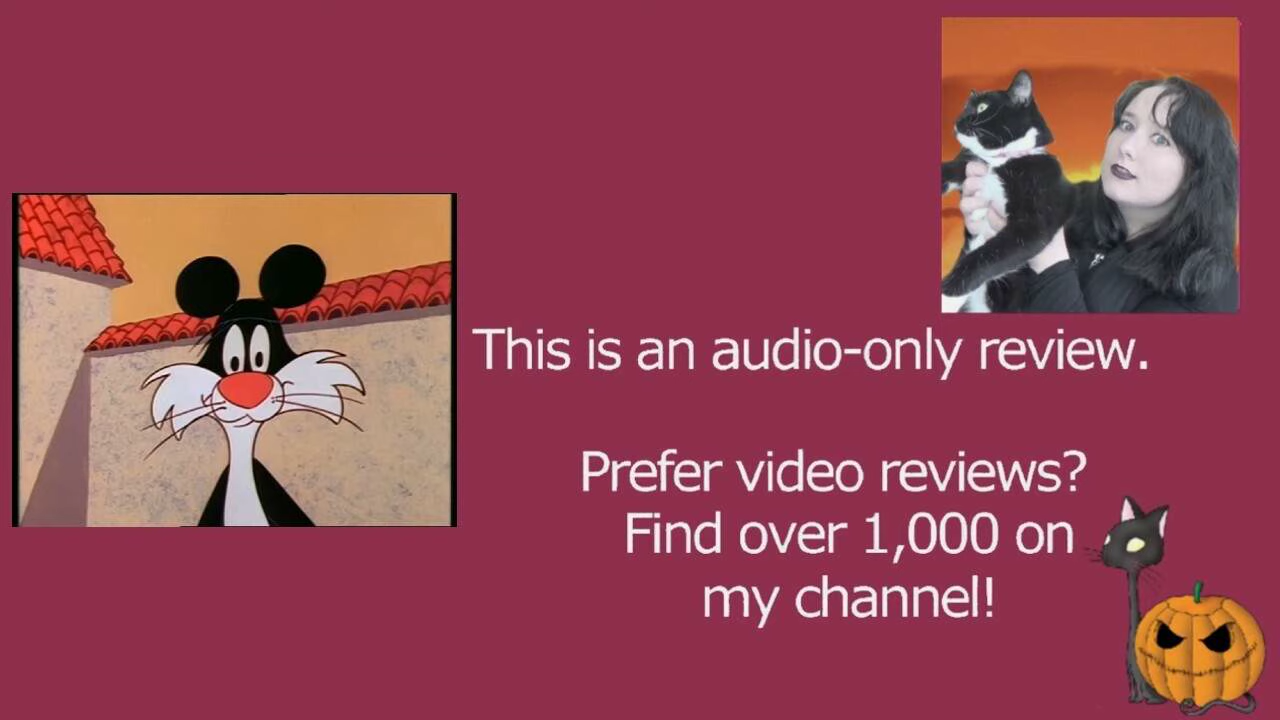 This is an audio-only review.
Prefer video reviews?
Find over 1,000 on
my channel!